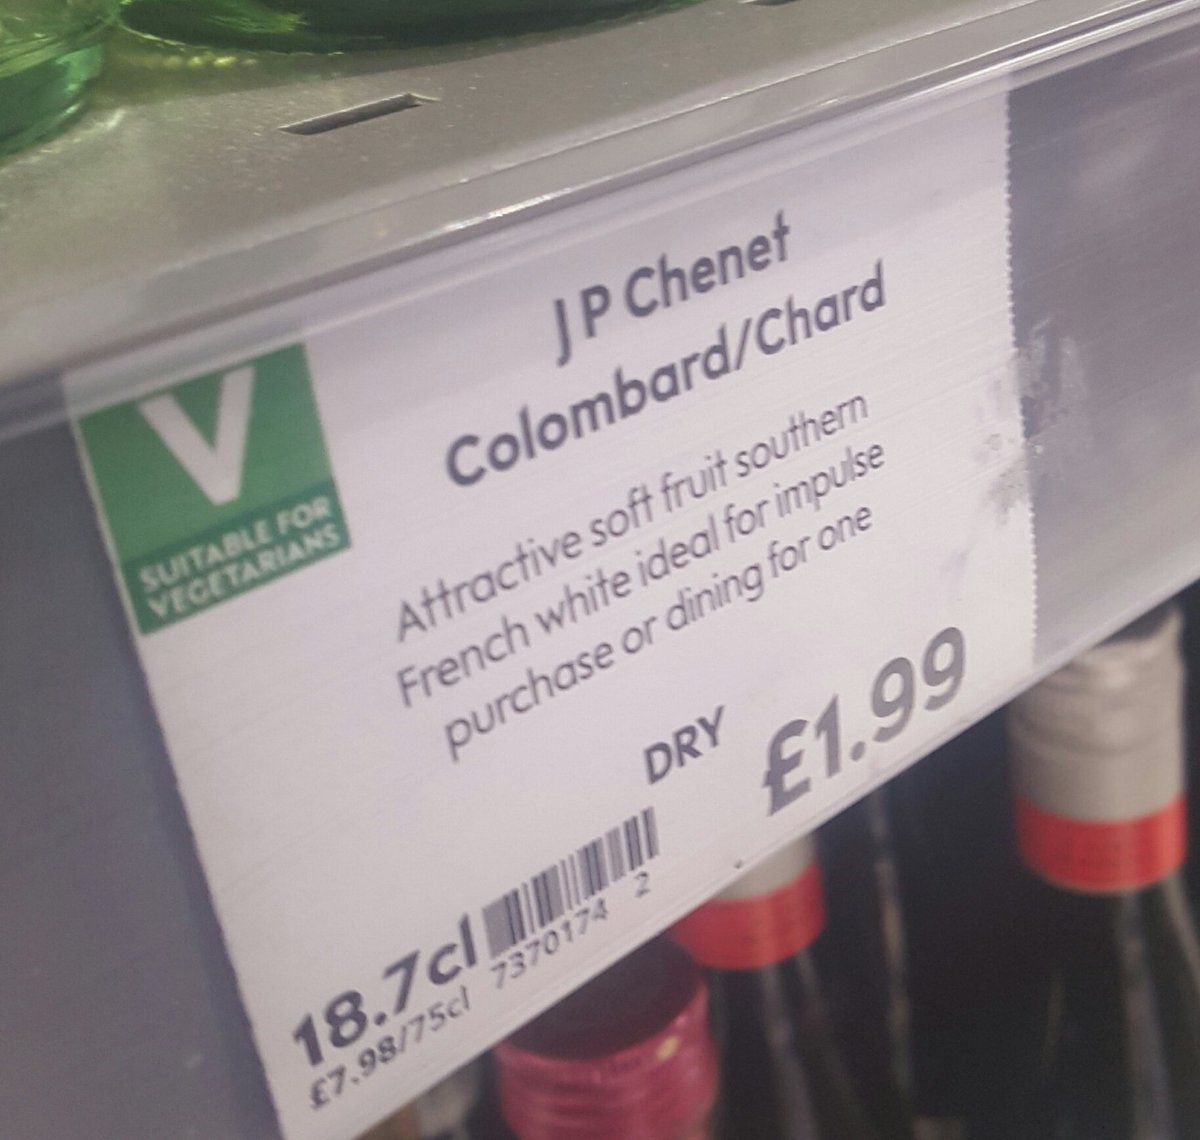 V
SUITABLE FOR
VEGETARIANS
J P Chenet
Colombard/Chard
Attractive soft fruit southern
French white ideal for impulse
purchase or dining for one
DRY
£1.99
18.7cl
7370174 2
£7.98/75cl